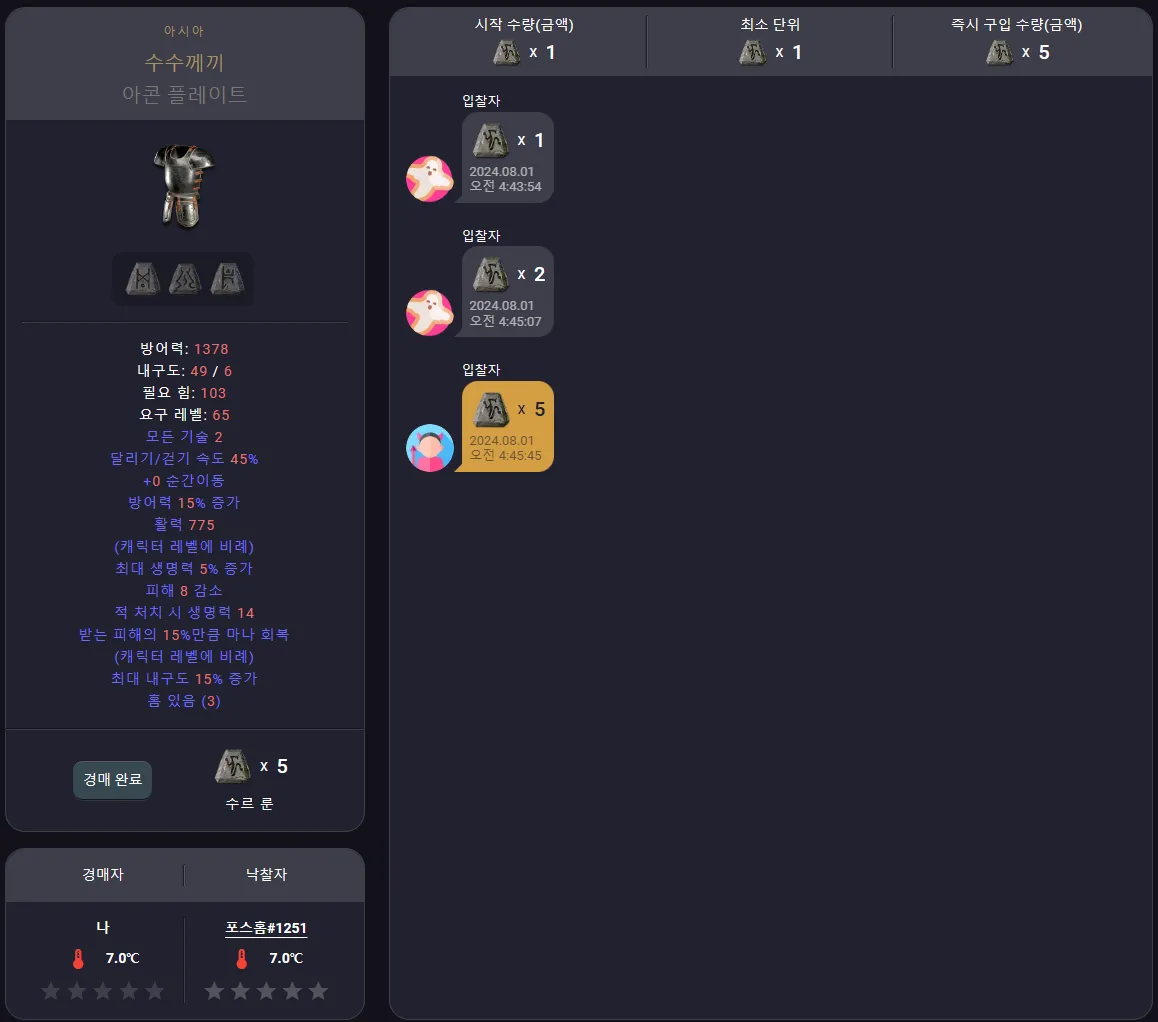 아시아
수수께끼
아콘 플레이트
방어력: 1378
내구도: 49 / 6
필요 힘: 103
요구 레벨: 65
모든 기술 2
달리기/걷기 속도 45%
+0 순간이동
방어력 15% 증가
활력 775
(캐릭터 레벨에 비례)
최대 생명력 5% 증가
피해 8 감소
적 처치 시 생명력 14
받는 피해의 15%만큼 마나 회복
(캐릭터 레벨에 비례)
최대 내구도 15% 증가
홈 있음 (3)
경매 완료
x 5
수르 룬
경매자
낙찰자
나
포스홈#1251
7.0℃
7.0℃
시작 수량(금액)
x 1
최소 단위
x 1
즉시 구입 수량(금액)
x 5
입찰자
x 1
2024.08.01
오전 4:43:54
입찰자
x 2
2024.08.01
오전 4:45:07
입찰자
x 5
2024.08.01
오전 4:45:45